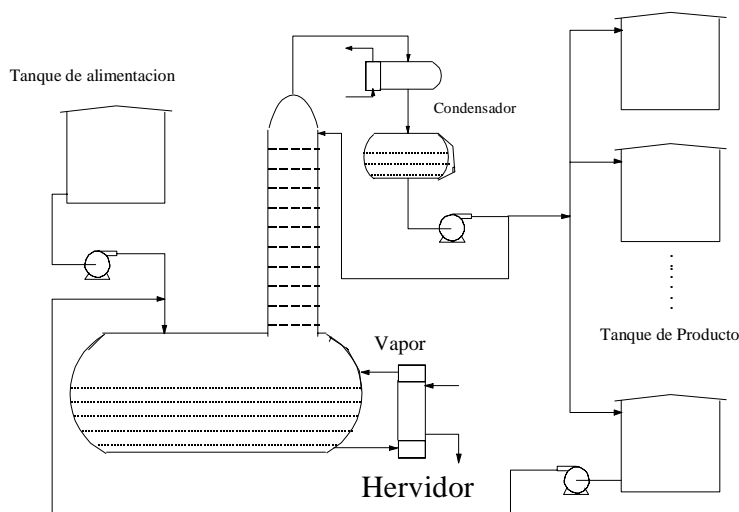 Tanque de alimentacion
Condensador
Vapor
Tanque de Producto
Hervidor